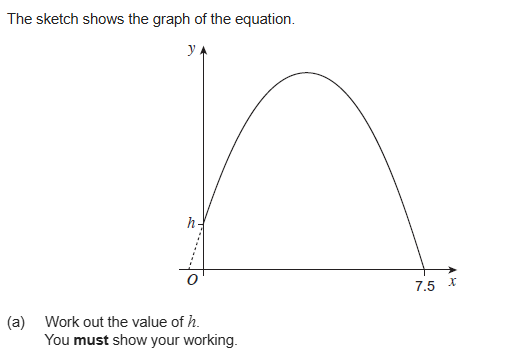 The sketch shows the graph of the equation.
y
h
O
7.5 x
(a) Work out the value of h.
You must show your working.